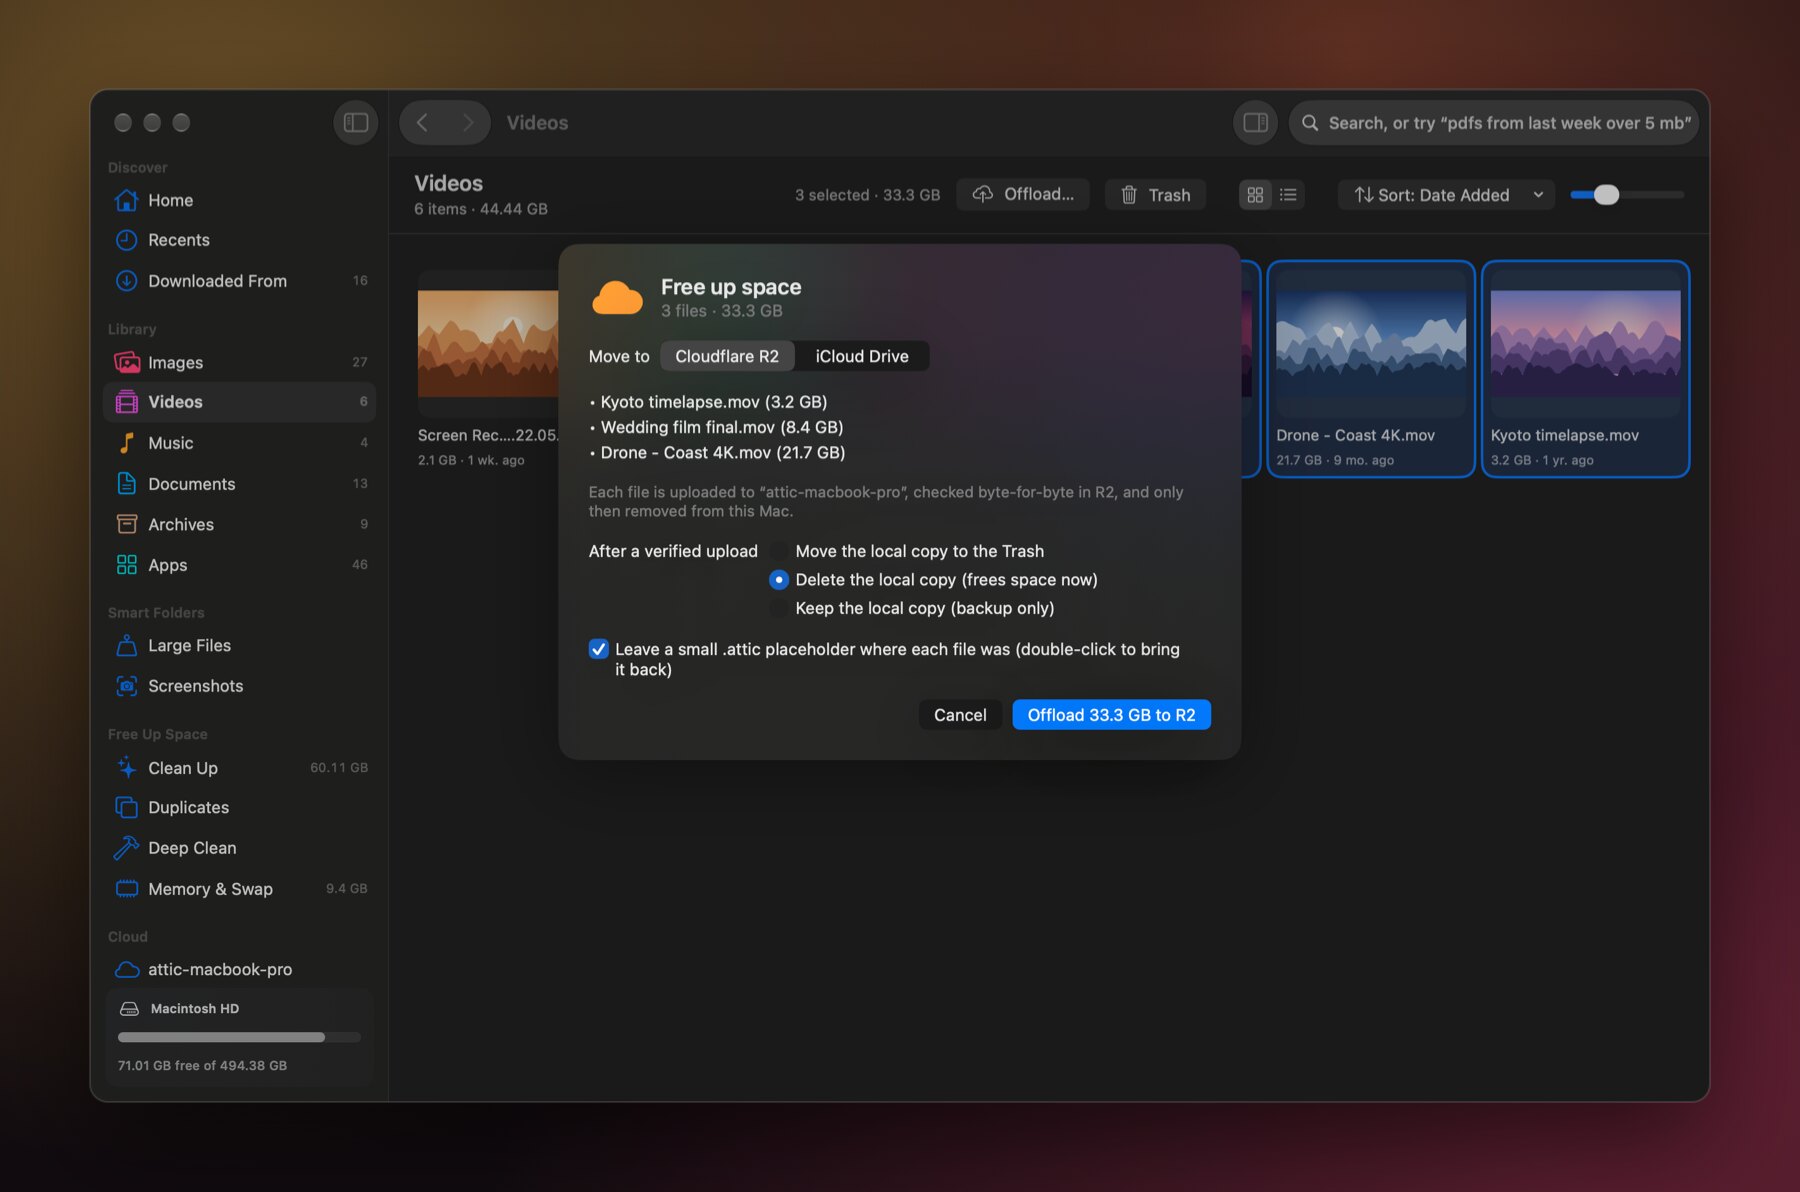 Videos
Search, or try “pdfs from last week over 5 mb”
Discover
Home
Recents
Downloaded From 16
Library
Images 27
Videos 6
Music 4
Documents 13
Archives 9
Apps 46
Smart Folders
Large Files
Screenshots
Free Up Space
Clean Up 60.11 GB
Duplicates
Deep Clean
Memory & Swap 9.4 GB
Cloud
attic-macbook-pro
Macintosh HD
71.01 GB free of 494.38 GB
Videos
6 items · 44.44 GB
3 selected · 33.3 GB
Offload...
Trash
Sort: Date Added
Screen Rec....22.05.
2.1 GB · 1 wk. ago
Drone - Coast 4K.mov
21.7 GB · 9 mo. ago
Kyoto timelapse.mov
3.2 GB · 1 yr. ago
Free up space
3 files · 33.3 GB
Move to Cloudflare R2 iCloud Drive
• Kyoto timelapse.mov (3.2 GB)
• Wedding film final.mov (8.4 GB)
• Drone - Coast 4K.mov (21.7 GB)
Each file is uploaded to “attic-macbook-pro”, checked byte-for-byte in R2, and only
then removed from this Mac.
After a verified upload Move the local copy to the Trash
Delete the local copy (frees space now)
Keep the local copy (backup only)
Leave a small .attic placeholder where each file was (double-click to bring
it back)
Cancel
Offload 33.3 GB to R2